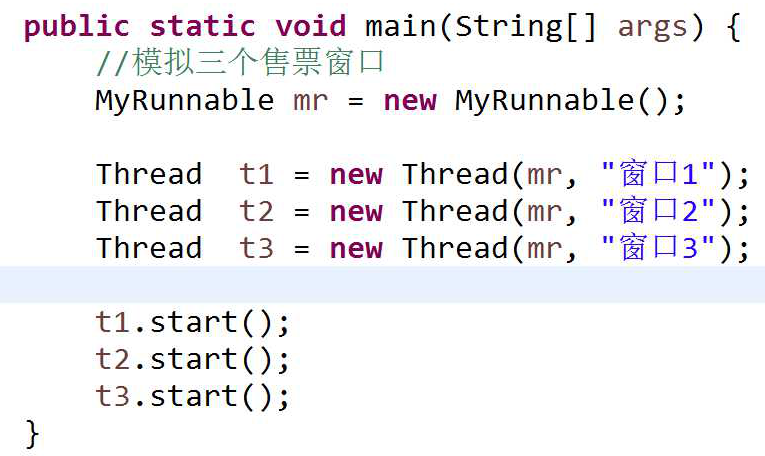 public static void main(String[] args) {
//模拟三个售票窗口
MyRunnable mr = new MyRunnable();
Thread  t1 = new Thread(mr, "窗口1");
Thread  t2 = new Thread(mr, "窗口2");
Thread  t3 = new Thread(mr, "窗口3");
t1.start();
t2.start();
t3.start();
}